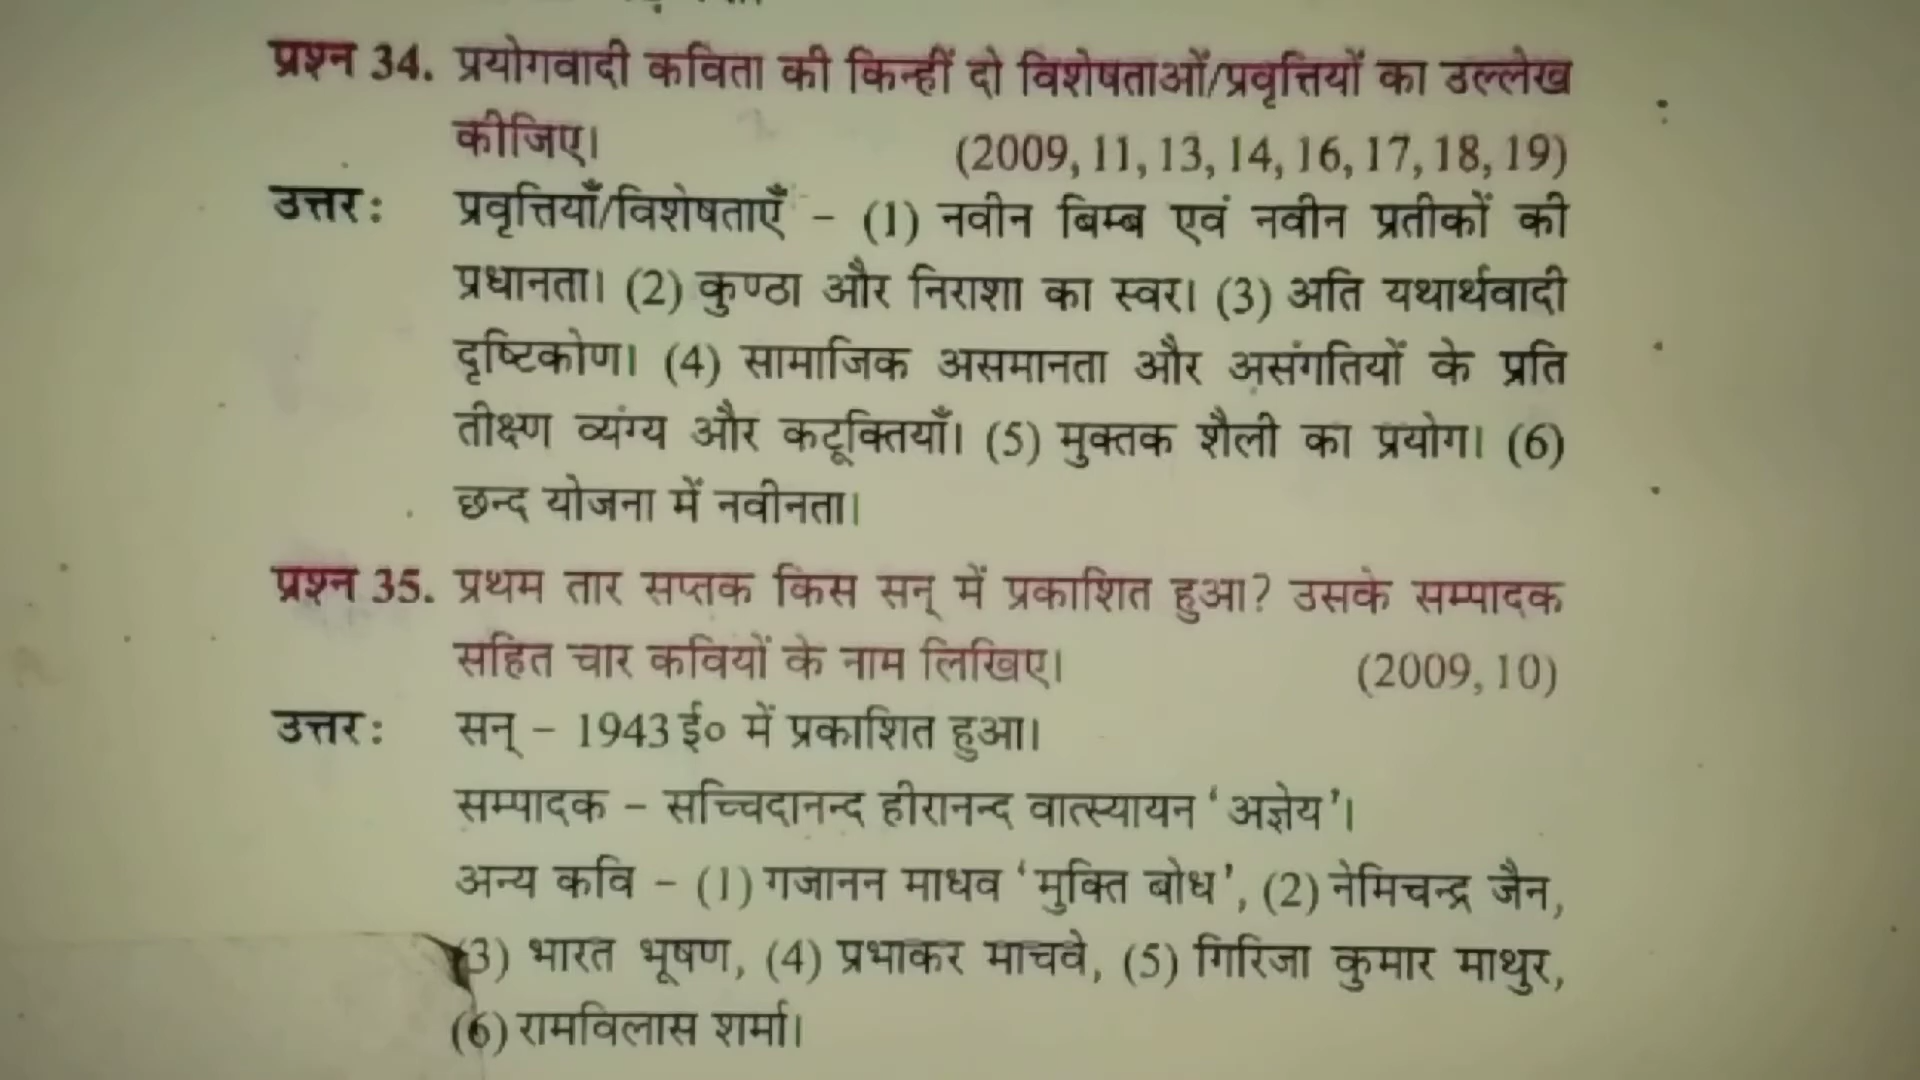 प्रश्न 34. प्रयोगवादी कविता की किन्हीं दो विशेषताओं/प्रवृत्तियों का उल्लेख
कीजिए। (2009, 11, 13, 14, 16, 17, 18, 19)
उत्तर : प्रवृत्तियाँ/विशेषताएँ – (1) नवीन बिम्ब एवं नवीन प्रतीकों की
प्रधानता। (2) कुण्ठा और निराशा का स्वर। (3) अति यथार्थवादी
दृष्टिकोण। (4) सामाजिक असमानता और असंगतियों के प्रति
तीक्ष्ण व्यंग्य और कटूक्तियाँ। (5) मुक्तक शैली का प्रयोग। (6)
छन्द योजना में नवीनता।
प्रश्न 35. प्रथम तार सप्तक किस सन् में प्रकाशित हुआ? उसके सम्पादक
सहित चार कवियों के नाम लिखिए। (2009, 10)
उत्तर : सन् – 1943 ई० में प्रकाशित हुआ।
सम्पादक – सच्चिदानन्द हीरानन्द वात्स्यायन ‘अज्ञेय’।
अन्य कवि – (1) गजानन माधव ‘मुक्ति बोध’, (2) नेमिचन्द्र जैन,
(3) भारत भूषण, (4) प्रभाकर माचवे, (5) गिरिजा कुमार माथुर,
(6) रामविलास शर्मा।